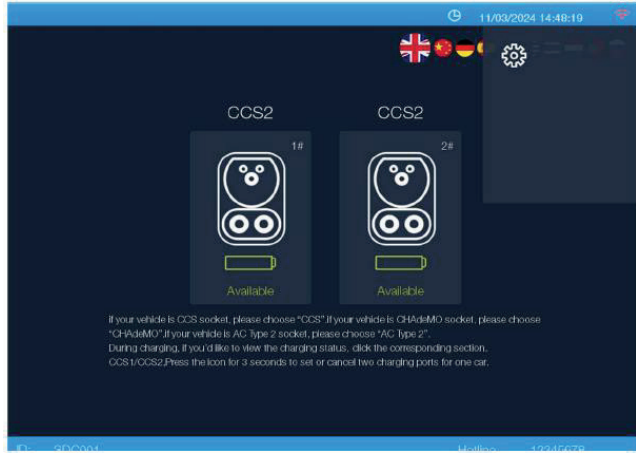 11/03/2024 14:48:19
CCS2
CCS2
1#
2#
Available
Available
if your vehicle is CCS socket, please choose "CCS".If your vehicle is CHAdeMO socket, please choose
"CHAdeMO".If your vehicle is AC Type 2 socket, please choose "AC Type 2".
During charging, if you'd like to view the charging status, click the corresponding section.
CCS1/CCS2,Press the icon for 3 seconds to set or cancel two charging ports for one car.
ID: 3DC001
Hotline 12345678